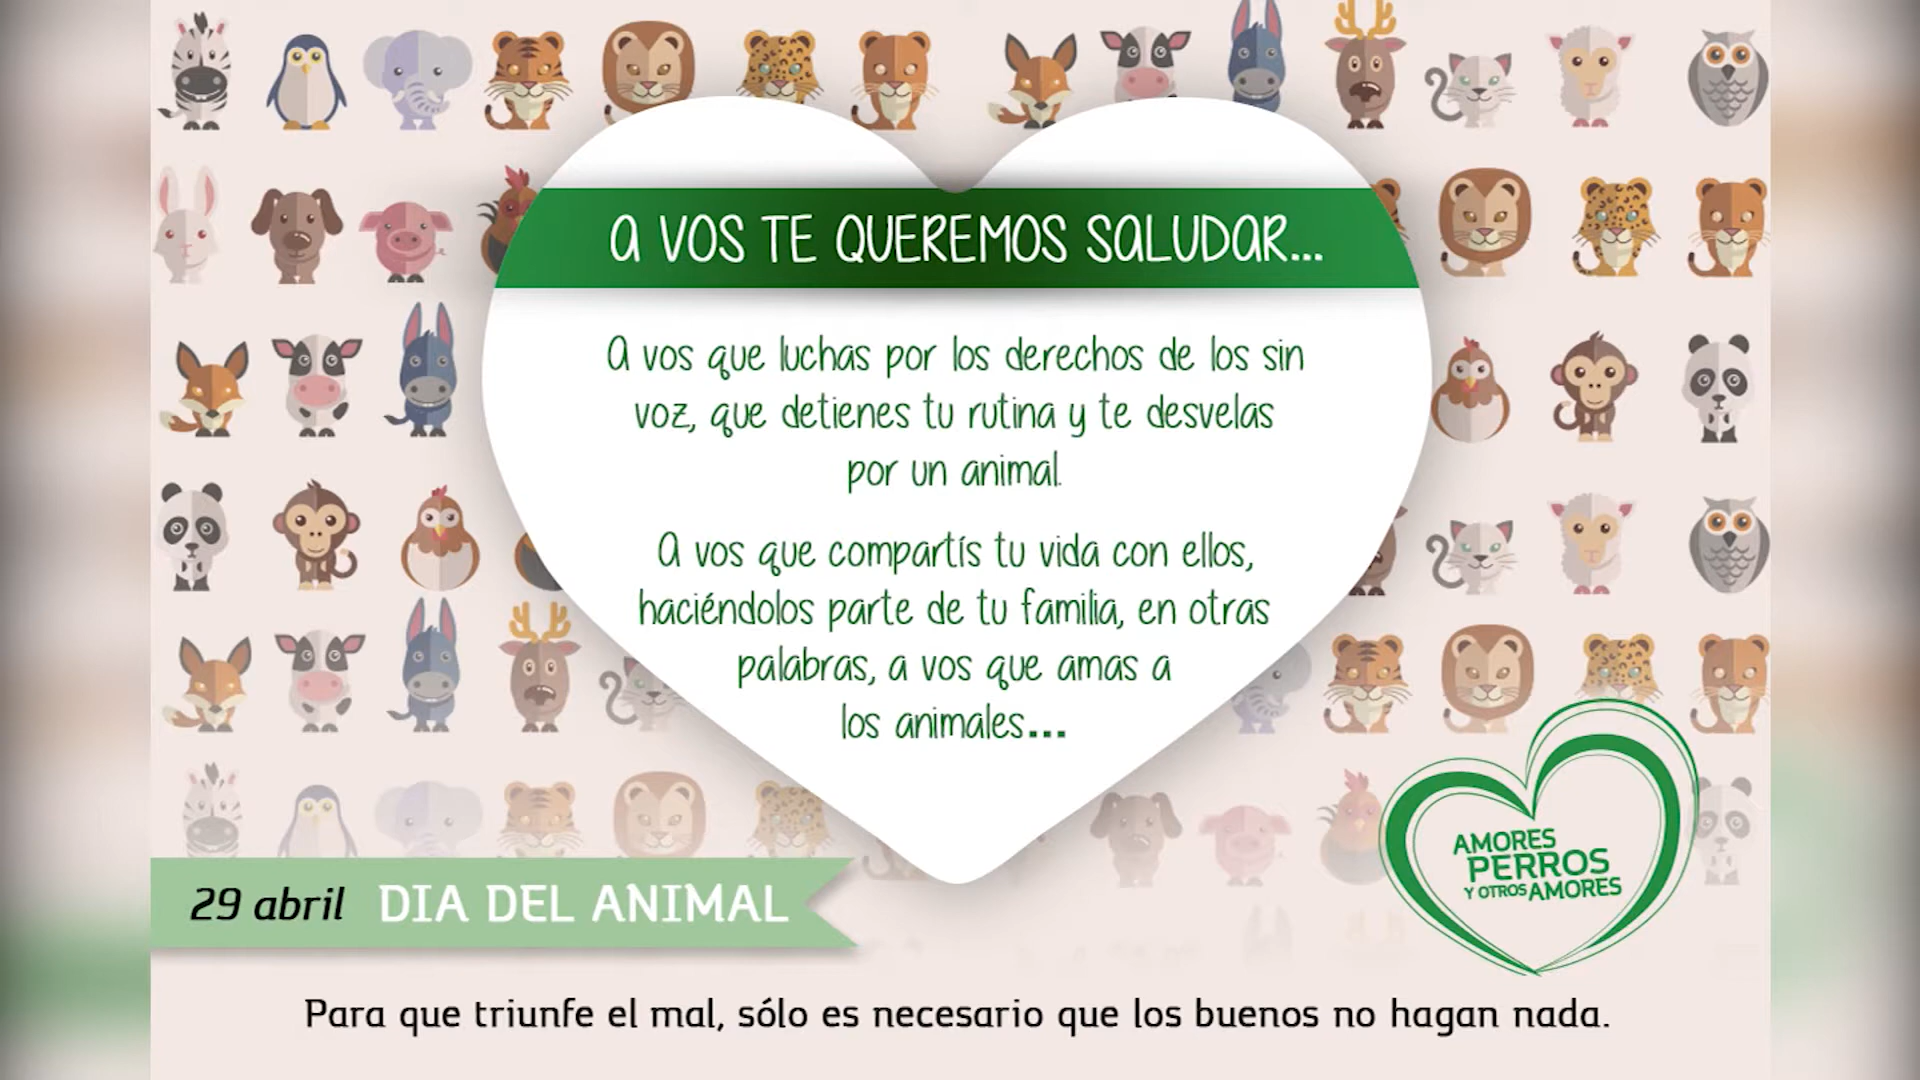 A VOS TE QUEREMOS SALUDAR...
A vos que luchas por los derechos de los sin
voz, que detienes tu rutina y te desvelas
por un animal.
A vos que compartís tu vida con ellos,
haciéndolos parte de tu familia, en otras
palabras, a vos que amas a
los animales...
AMORES
PERROS
Y OTROS AMORES
29 abril DIA DEL ANIMAL
Para que triunfe el mal, sólo es necesario que los buenos no hagan nada.